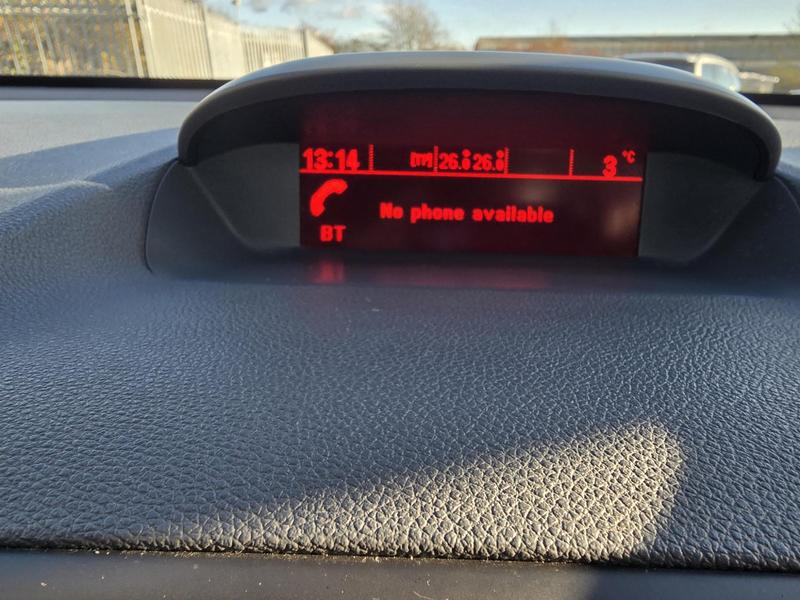 13:14 26.0 26.0 3 °C
No phone available
BT